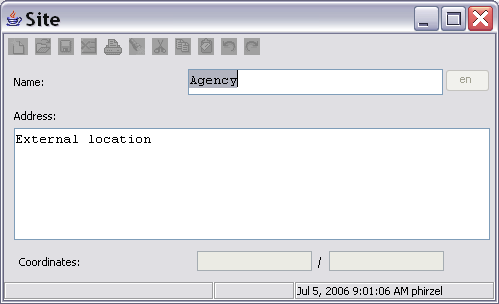 Site
Name:
Agency
en
Address:
External location
Coordinates:
/
Jul 5, 2006 9:01:06 AM phirzel